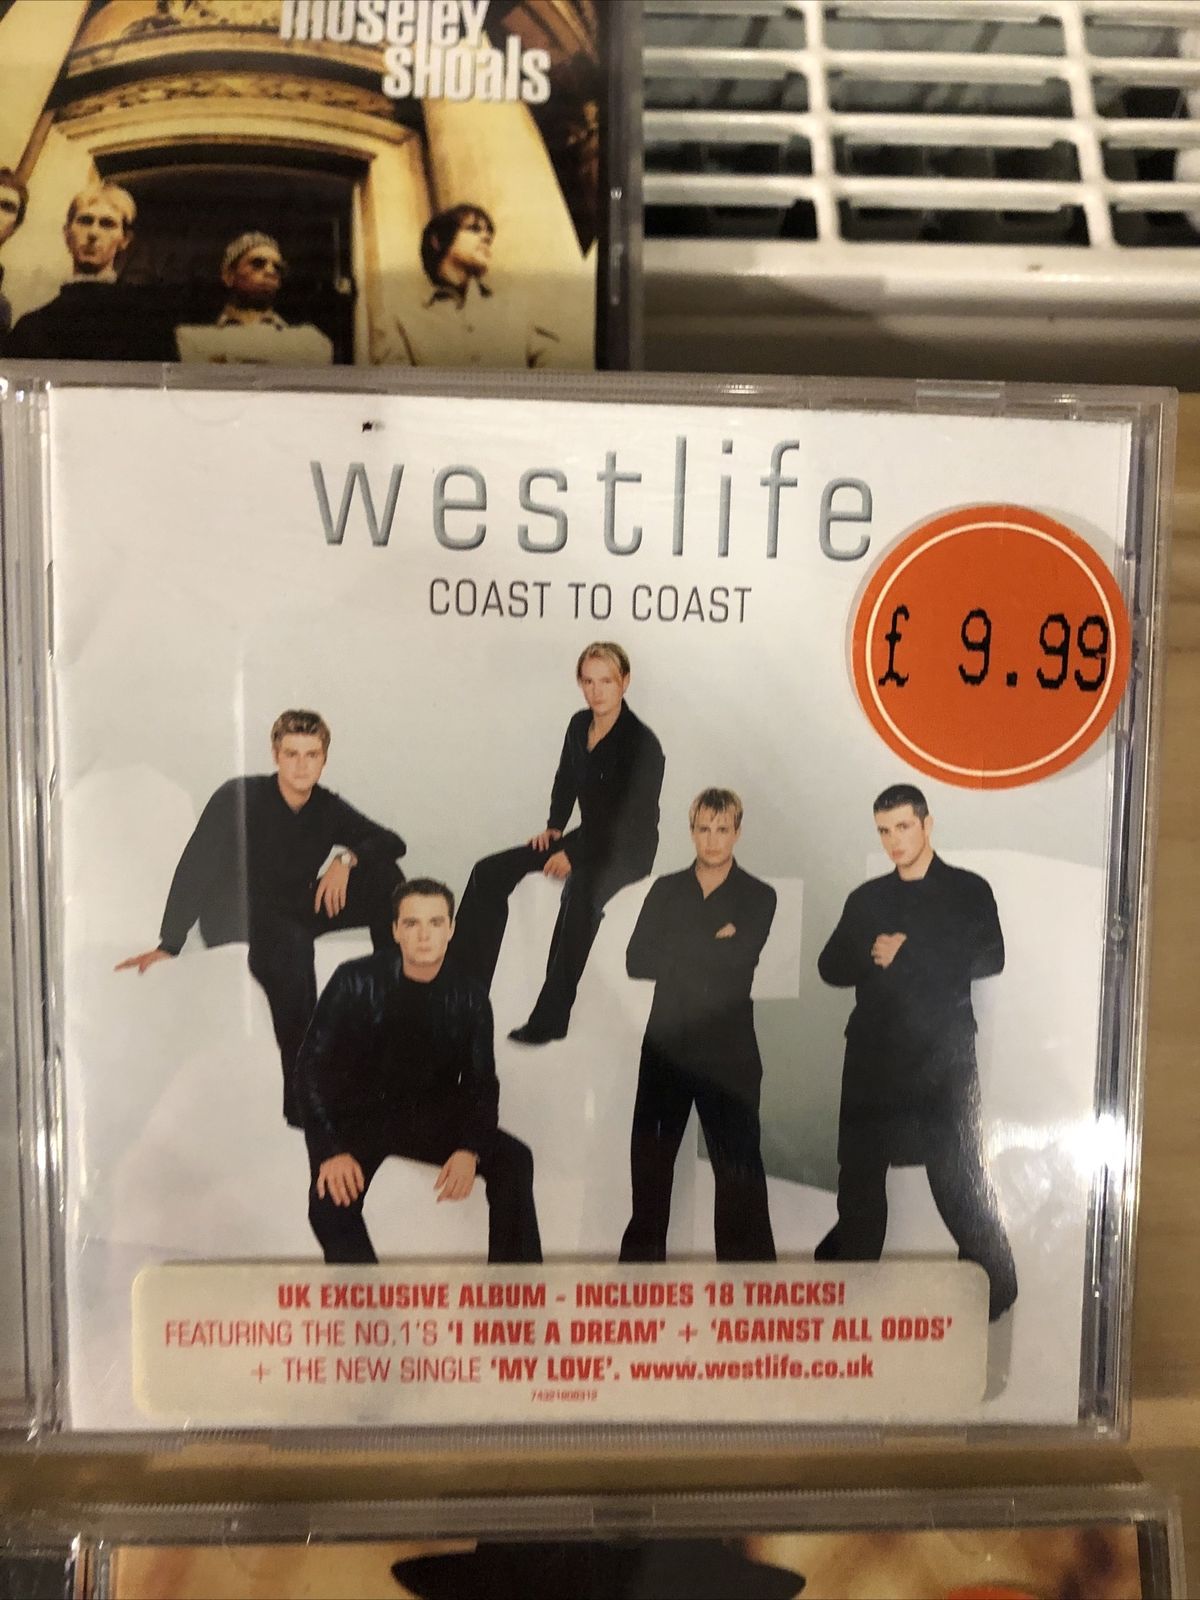 moseley
shoals
westlife
COAST TO COAST
£ 9.99
UK EXCLUSIVE ALBUM - INCLUDES 18 TRACKS!
FEATURING THE NO.1'S 'I HAVE A DREAM' + 'AGAINST ALL ODDS'
+ THE NEW SINGLE 'MY LOVE'. www.westlife.co.uk